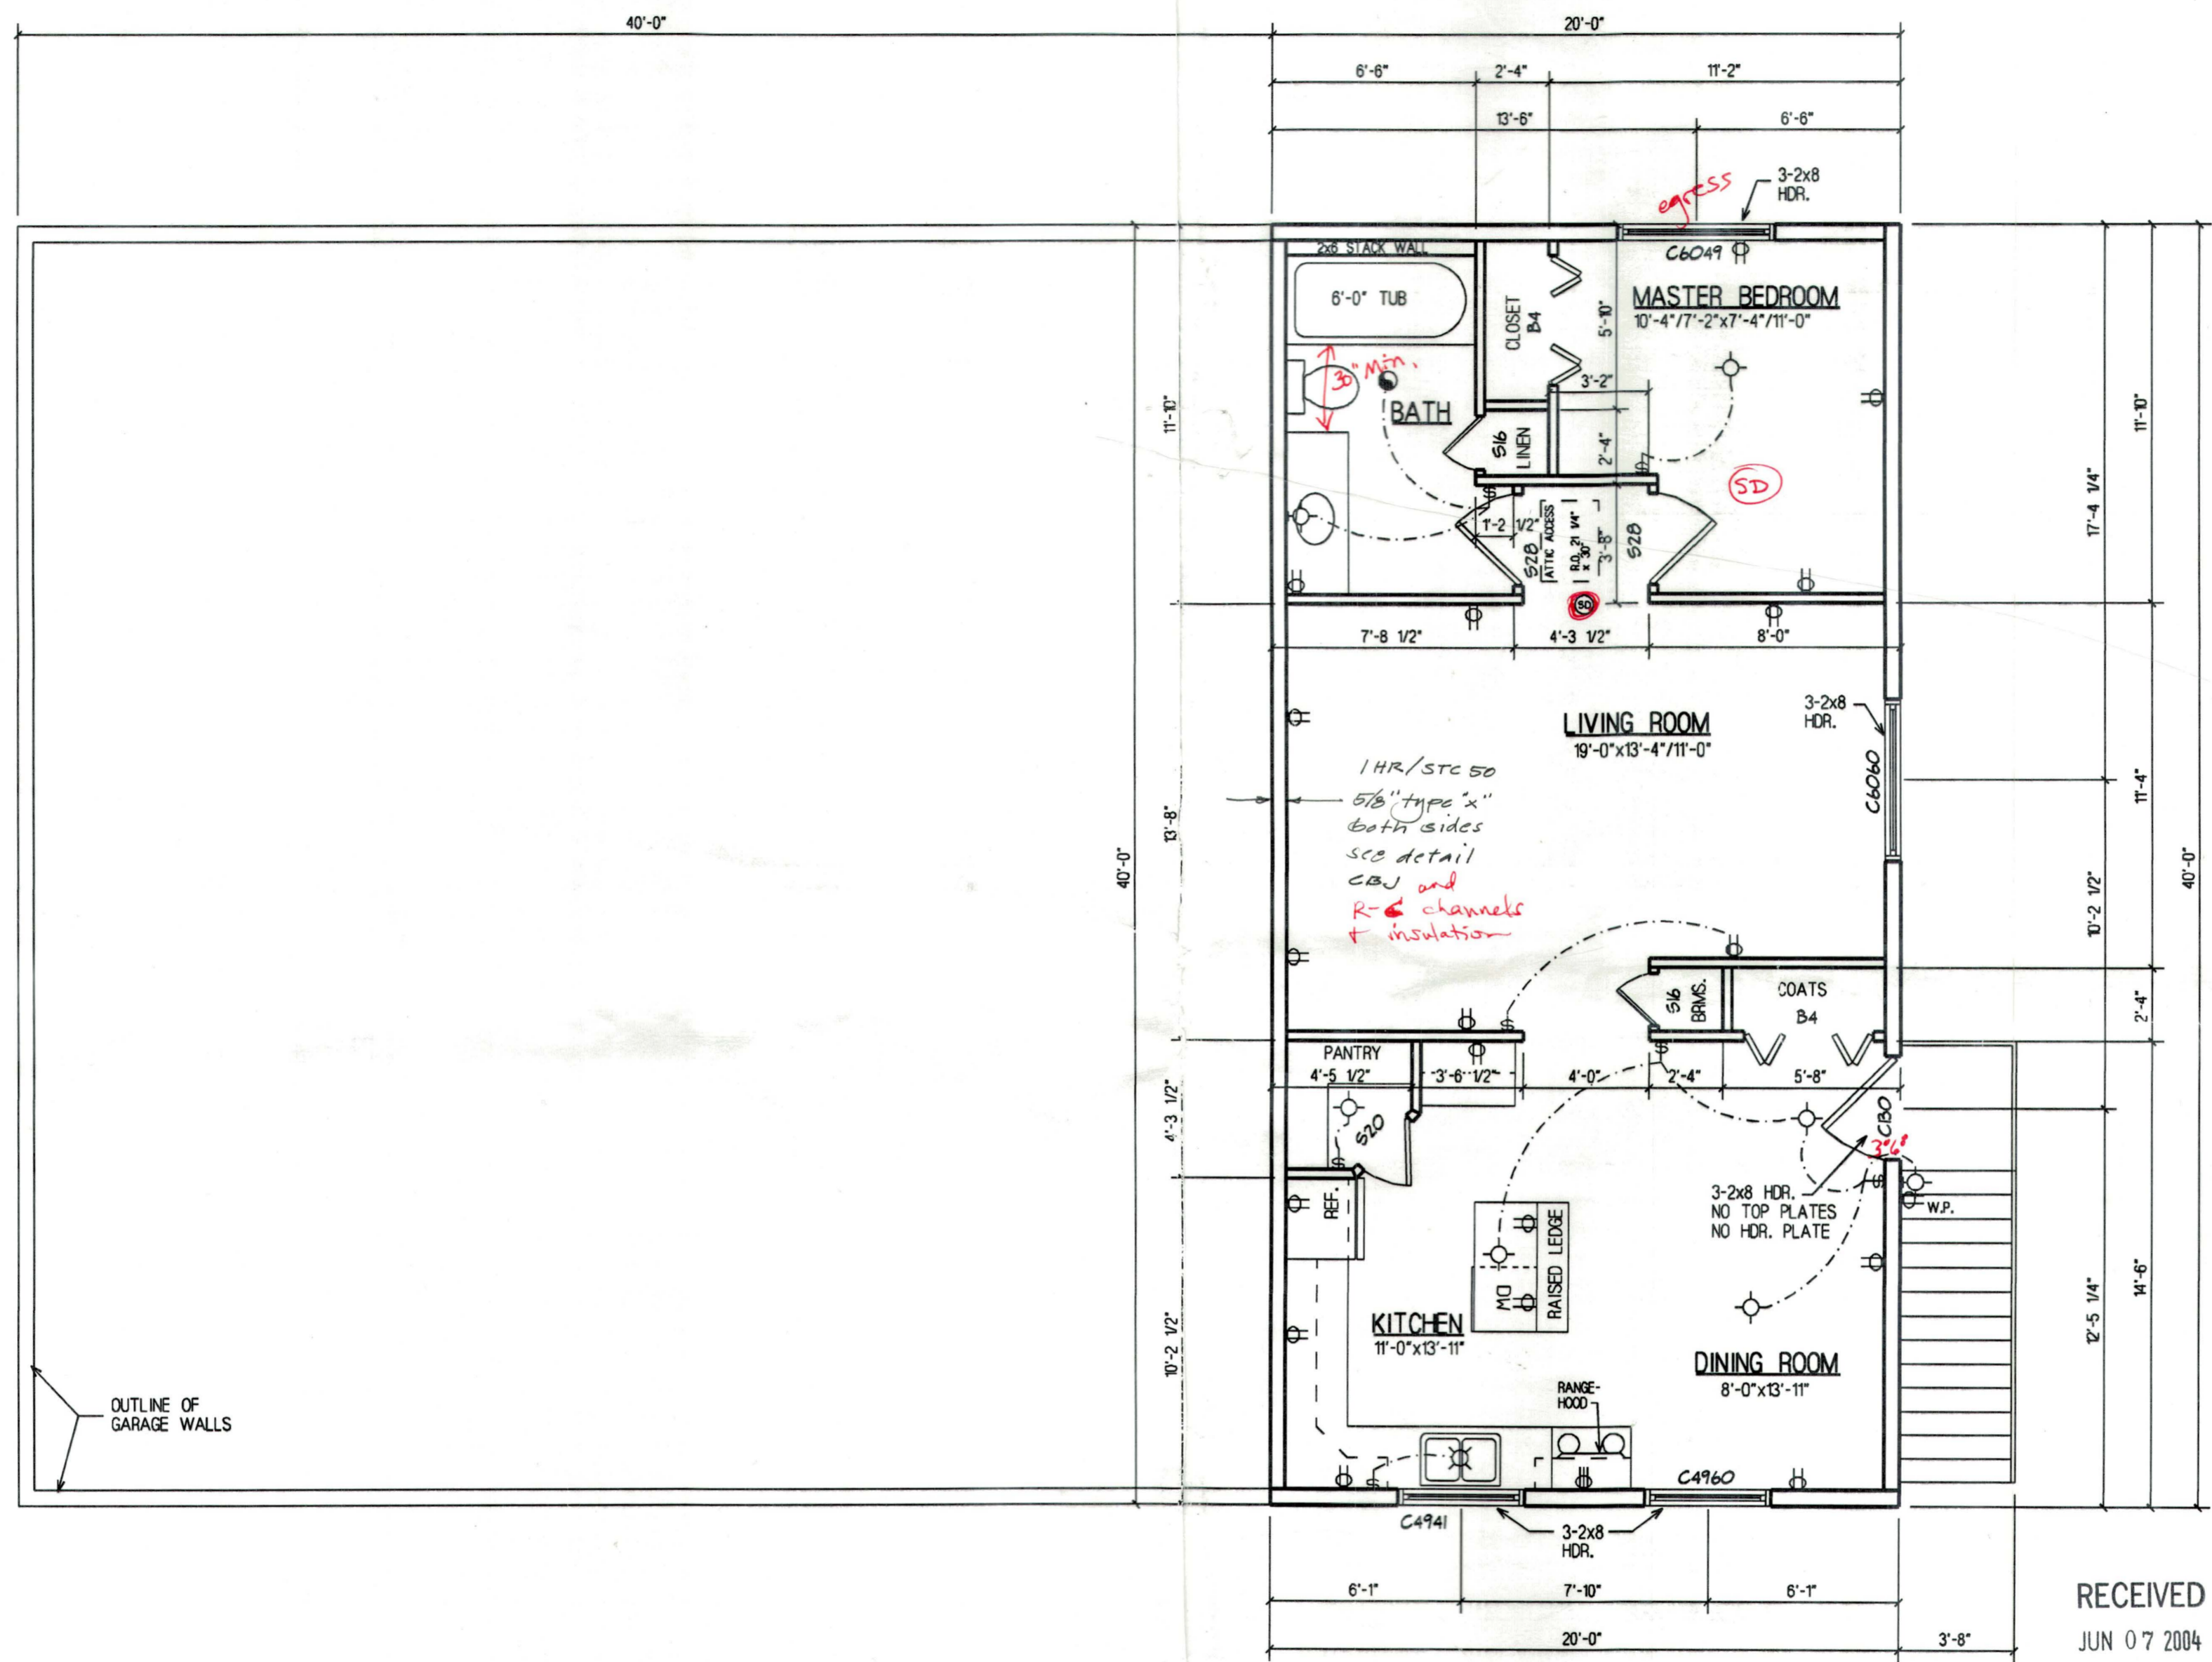 40'-0"
20'-0"
6'-6"
2'-4"
11'-2"
13'-6"
6'-6"
egress
3-2x8
HDR.
2x6 STACK WALL
C6049
6'-0" TUB
CLOSET
B4
5'-10"
MASTER BEDROOM
10'-4"/7'-2"x7'-4"/11'-0"
30" Min.
3'-2"
BATH
11'-10"
11'-10"
S16
LINEN
2'-4"
SD
17'-4 1/4"
1'-2 1/2"
S28
ATTIC ACCESS
R.O. 21 1/4"
x 30"
3'-8"
S28
SD
7'-8 1/2"
4'-3 1/2"
8'-0"
3-2x8
HDR.
LIVING ROOM
19'-0"x13'-4"/11'-0"
C6060
11'-4"
1 HR/STC 50
5/8" type "x"
both sides
see detail
CBJ and
R-C channels
+ insulation
13'-8"
40'-0"
40'-0"
10'-2 1/2"
S16
BRMS.
COATS
B4
2'-4"
PANTRY
4'-5 1/2"
3'-6 1/2"
4'-0"
2'-4"
5'-8"
4'-3 1/2"
S20
CB0
3°6⁸
3-2x8 HDR.
NO TOP PLATES
NO HDR. PLATE
W.P.
REF.
RAISED LEDGE
DW
KITCHEN
11'-0"x13'-11"
DINING ROOM
8'-0"x13'-11"
10'-2 1/2"
12'-5 1/4"
14'-6"
RANGE-
HOOD
OUTLINE OF
GARAGE WALLS
C4960
C4941
3-2x8
HDR.
6'-1"
7'-10"
6'-1"
20'-0"
3'-8"
RECEIVED
JUN 07 2004